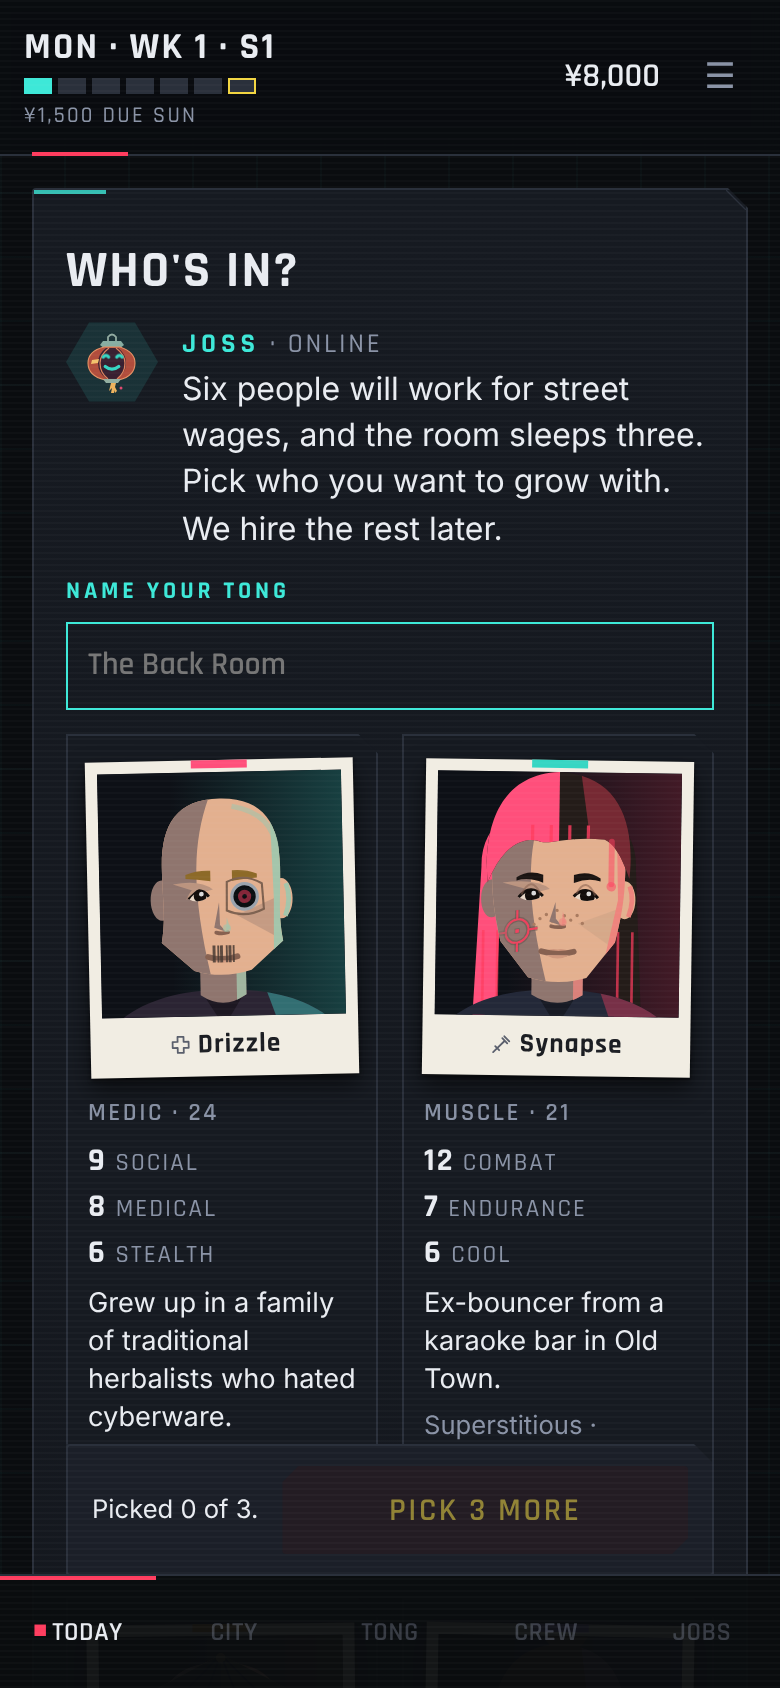 MON · WK 1 · S1
¥8,000
¥1,500 DUE SUN
WHO'S IN?
JOSS · ONLINE
Six people will work for street
wages, and the room sleeps three.
Pick who you want to grow with.
We hire the rest later.
NAME YOUR TONG
The Back Room
Drizzle
MEDIC · 24
9 SOCIAL
8 MEDICAL
6 STEALTH
Grew up in a family
of traditional
herbalists who hated
cyberware.
Synapse
MUSCLE · 21
12 COMBAT
7 ENDURANCE
6 COOL
Ex-bouncer from a
karaoke bar in Old
Town.
Superstitious ·
Picked 0 of 3.
PICK 3 MORE
TODAY
CITY
TONG
CREW
JOBS